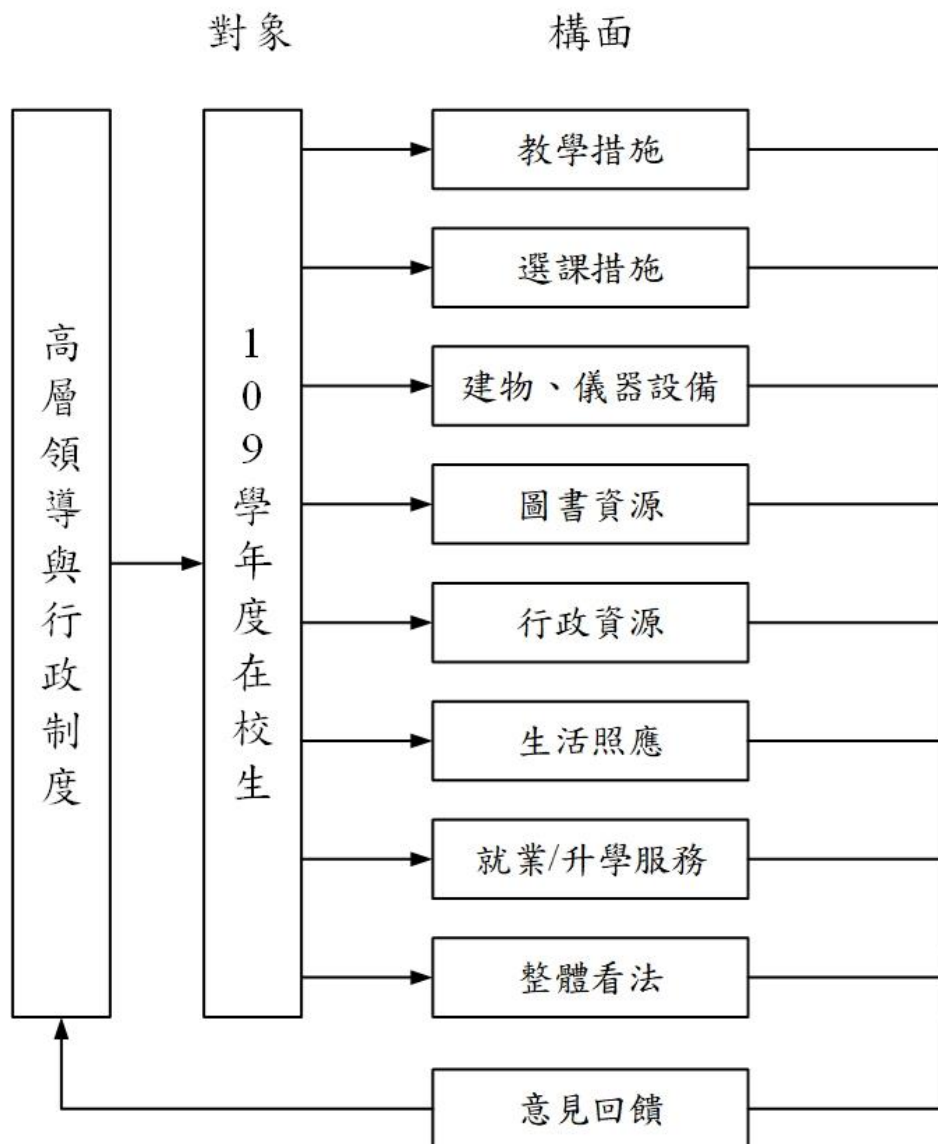 對象
構面
高層領導與行政制度
109學年度在校生
教學措施
選課措施
建物、儀器設備
圖書資源
行政資源
生活照應
就業/升學服務
整體看法
意見回饋